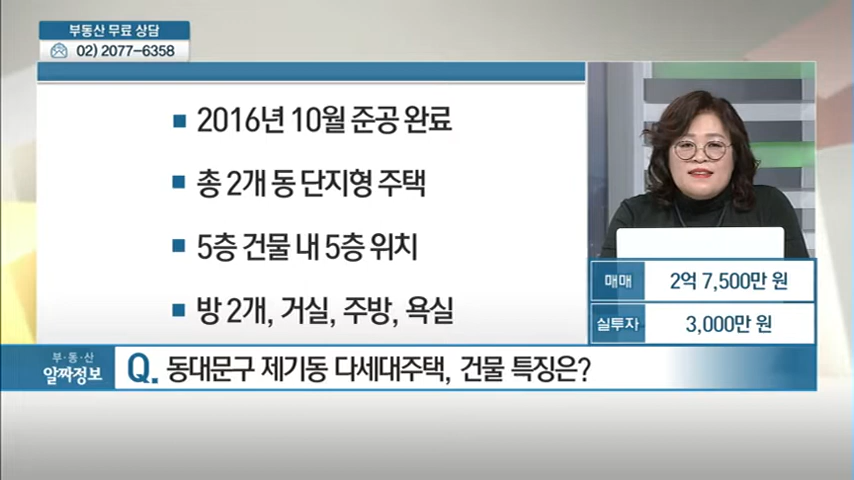 부동산 무료 상담
02) 2077-6358
■ 2016년 10월 준공 완료
■ 총 2개 동 단지형 주택
■ 5층 건물 내 5층 위치
■ 방 2개, 거실, 주방, 욕실
매매 2억 7,500만 원
실투자 3,000만 원
부·동·산
알짜정보
Q. 동대문구 제기동 다세대주택, 건물 특징은?